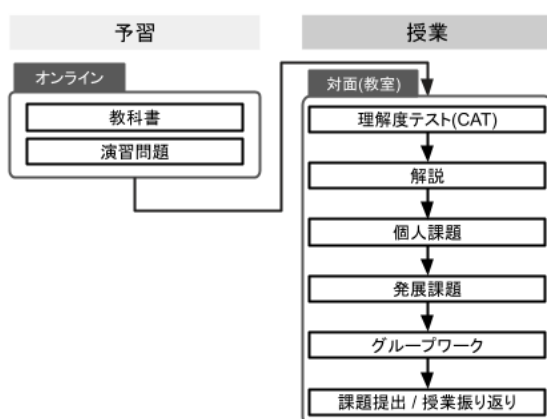 予習
オンライン
教科書
演習問題
授業
対面(教室)
理解度テスト(CAT)
解説
個人課題
発展課題
グループワーク
課題提出 / 授業振り返り